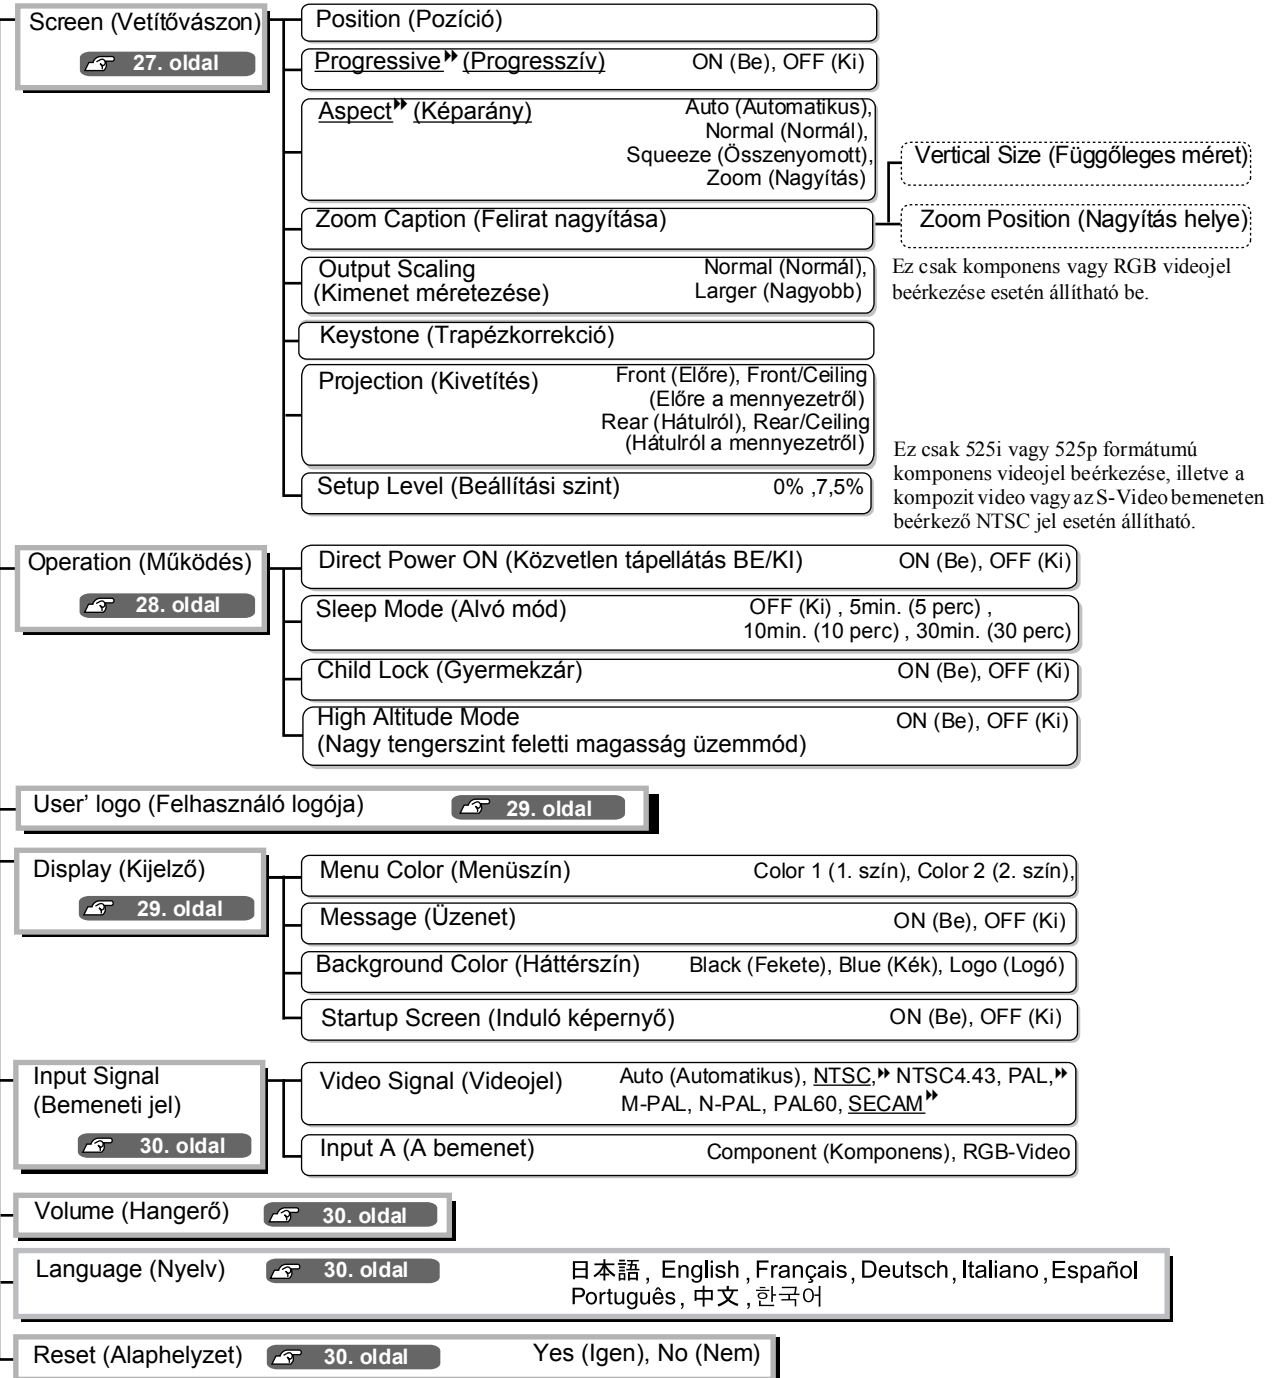 Screen (Vetítővászon)
27. oldal
Position (Pozíció)
Progressive (Progresszív) ON (Be), OFF (Ki)
Aspect (Képarány) Auto (Automatikus),
Normal (Normál),
Squeeze (Összenyomott),
Zoom (Nagyítás)
Vertical Size (Függőleges méret)
Zoom Caption (Felirat nagyítása)
Zoom Position (Nagyítás helye)
Output Scaling Normal (Normál),
(Kimenet méretezése) Larger (Nagyobb)
Ez csak komponens vagy RGB videojel
beérkezése esetén állítható be.
Keystone (Trapézkorrekció)
Projection (Kivetítés) Front (Előre), Front/Ceiling
(Előre a mennyezetről)
Rear (Hátulról), Rear/Ceiling
(Hátulról a mennyezetről)
Setup Level (Beállítási szint) 0% ,7,5%
Ez csak 525i vagy 525p formátumú
komponens videojel beérkezése, illetve a
kompozit video vagy az S-Video bemeneten
beérkező NTSC jel esetén állítható.
Operation (Működés)
28. oldal
Direct Power ON (Közvetlen tápellátás BE/KI) ON (Be), OFF (Ki)
Sleep Mode (Alvó mód) OFF (Ki) , 5min. (5 perc) ,
10min. (10 perc) , 30min. (30 perc)
Child Lock (Gyermekzár) ON (Be), OFF (Ki)
High Altitude Mode ON (Be), OFF (Ki)
(Nagy tengerszint feletti magasság üzemmód)
User’ logo (Felhasználó logója) 29. oldal
Display (Kijelző)
29. oldal
Menu Color (Menüszín) Color 1 (1. szín), Color 2 (2. szín),
Message (Üzenet) ON (Be), OFF (Ki)
Background Color (Háttérszín) Black (Fekete), Blue (Kék), Logo (Logó)
Startup Screen (Induló képernyő) ON (Be), OFF (Ki)
Input Signal
(Bemeneti jel)
30. oldal
Video Signal (Videojel) Auto (Automatikus), NTSC, NTSC4.43, PAL,
M-PAL, N-PAL, PAL60, SECAM
Input A (A bemenet) Component (Komponens), RGB-Video
Volume (Hangerő) 30. oldal
Language (Nyelv) 30. oldal 日本語, English , Français, Deutsch, Italiano , Español
Português, 中文 , 한국어
Reset (Alaphelyzet) 30. oldal Yes (Igen), No (Nem)